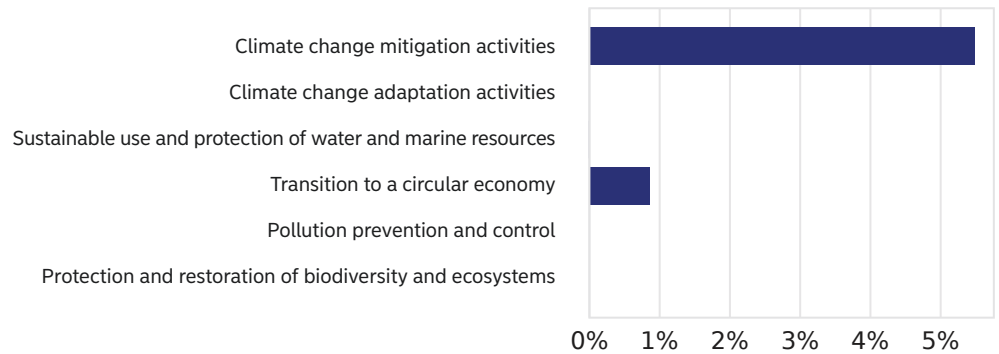 Climate change mitigation activities
Climate change adaptation activities
Sustainable use and protection of water and marine resources
Transition to a circular economy
Pollution prevention and control
Protection and restoration of biodiversity and ecosystems
0% 1% 2% 3% 4% 5%